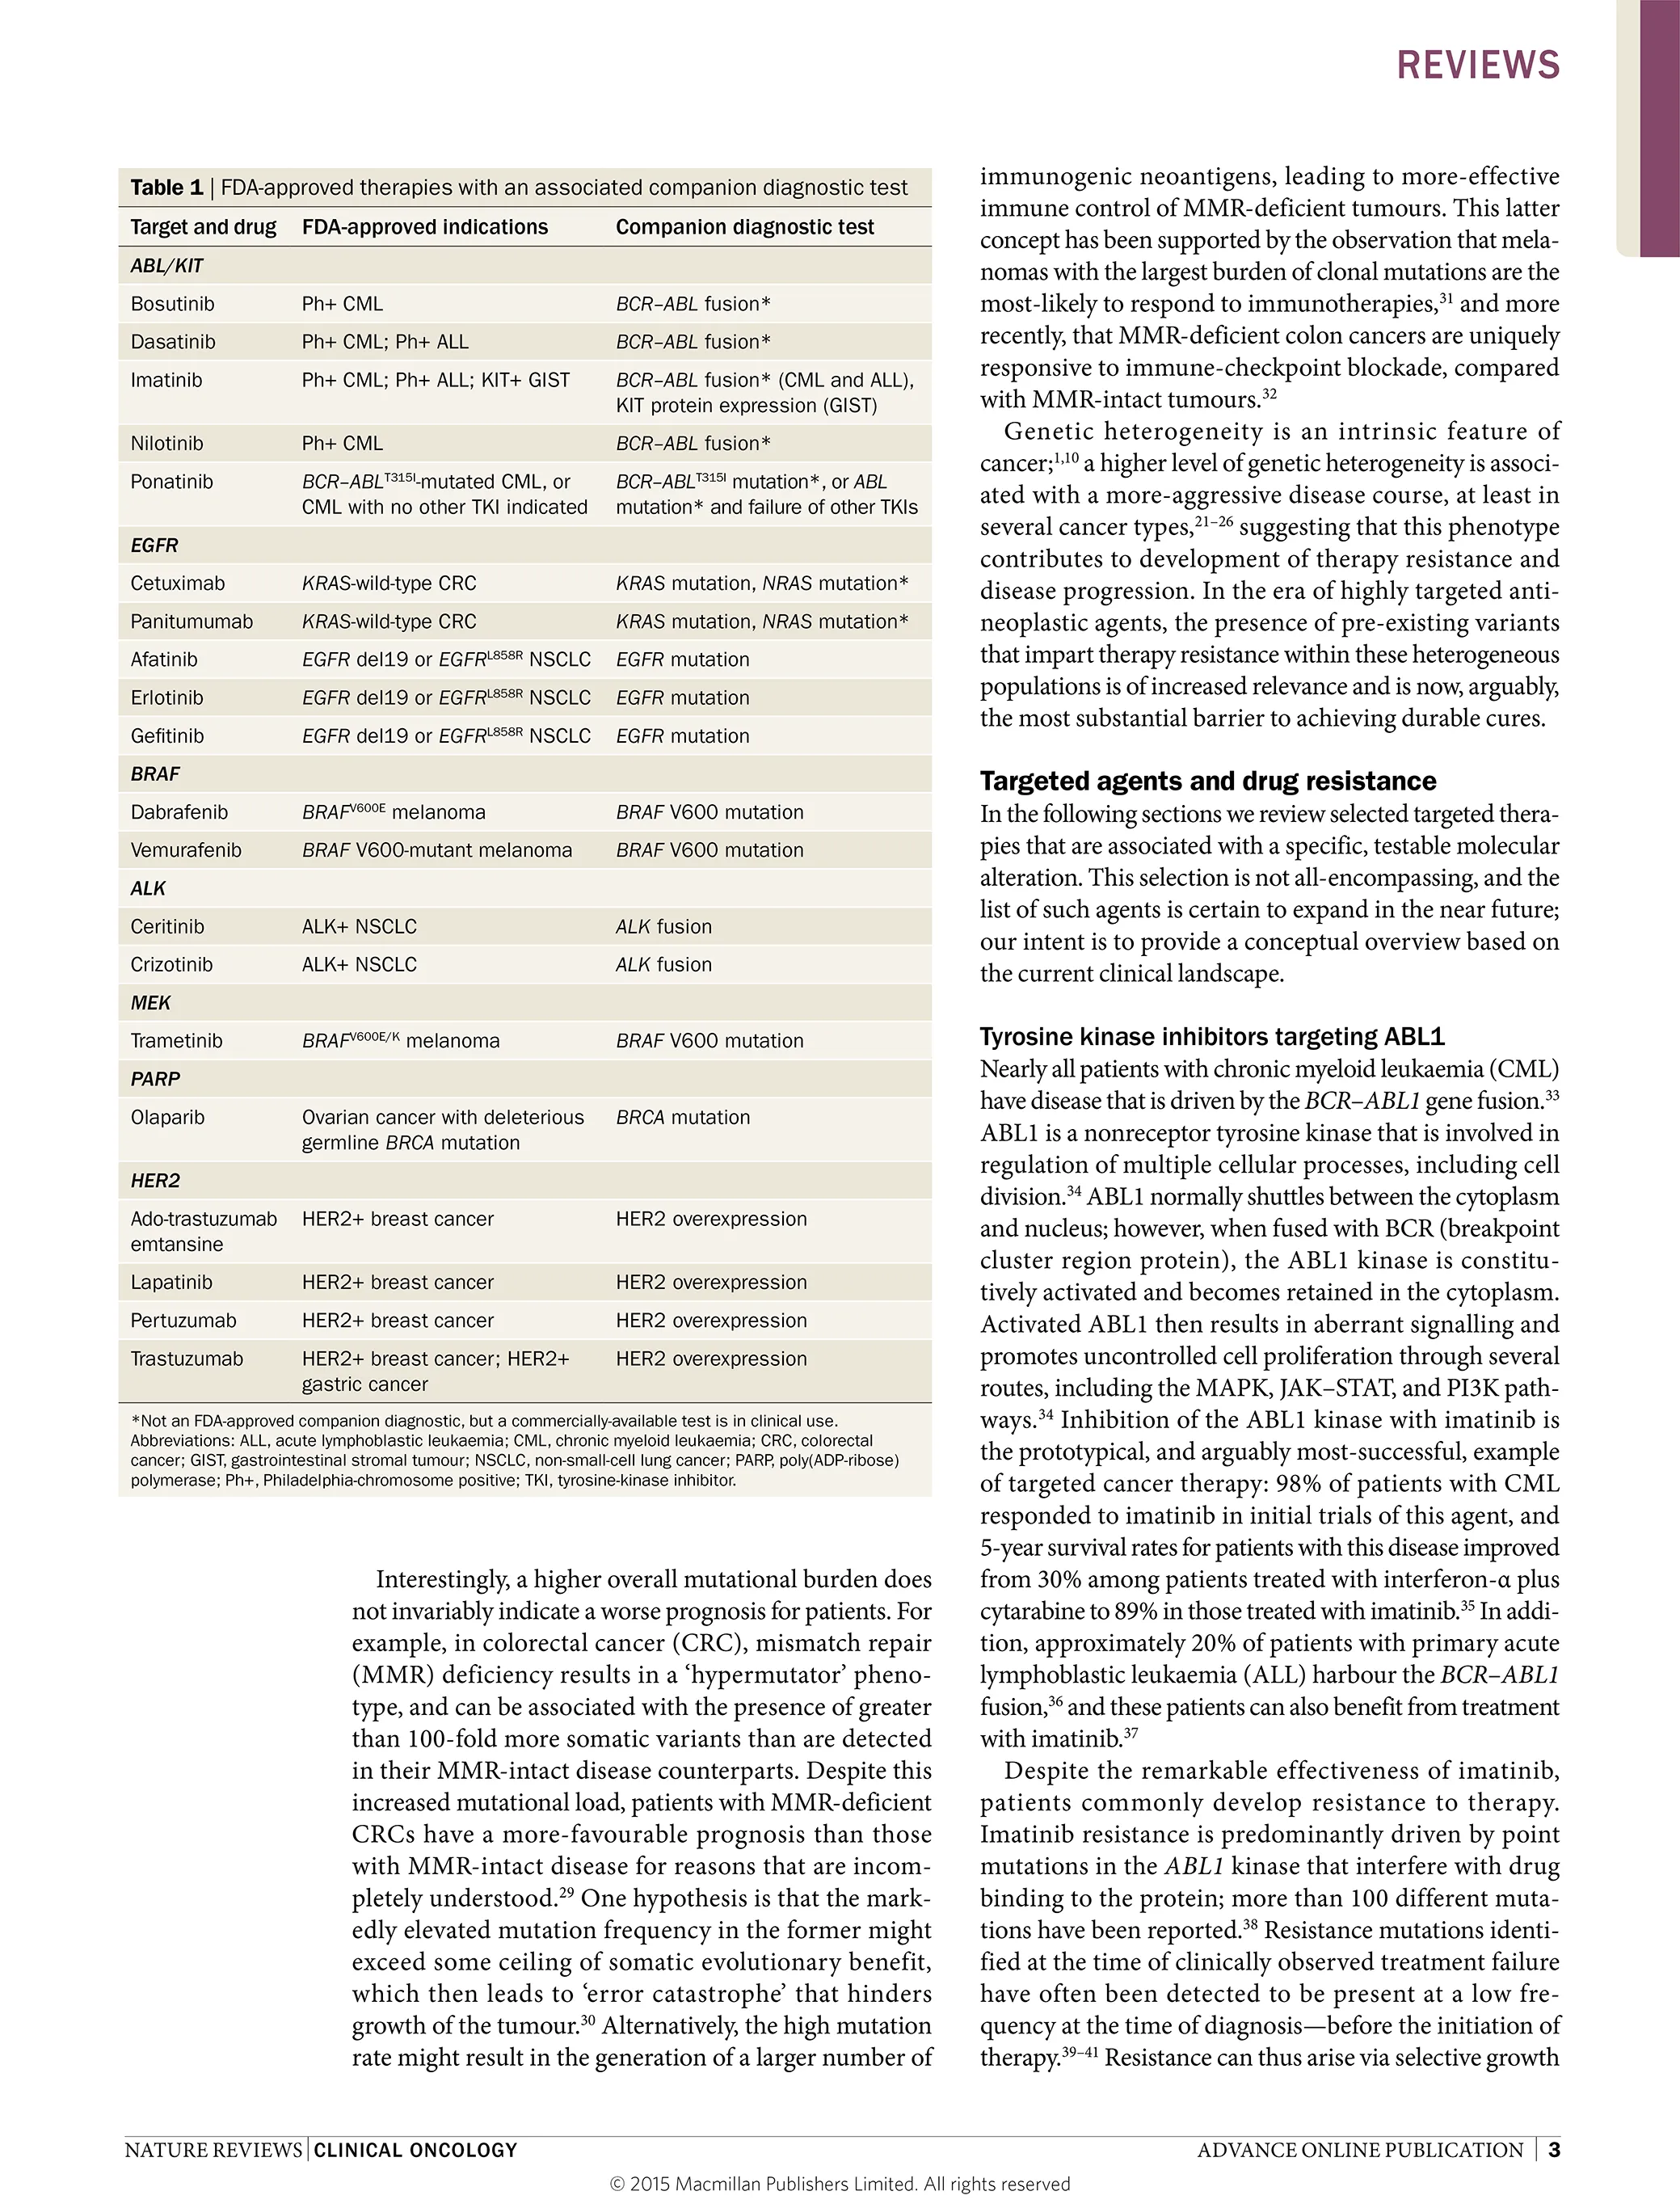 REVIEWS
Table 1 | FDA-approved therapies with an associated companion diagnostic test
Target and drug FDA-approved indications Companion diagnostic test
ABL/KIT
Bosutinib Ph+ CML BCR–ABL fusion*
Dasatinib Ph+ CML; Ph+ ALL BCR–ABL fusion*
Imatinib Ph+ CML; Ph+ ALL; KIT+ GIST BCR–ABL fusion* (CML and ALL),
KIT protein expression (GIST)
Nilotinib Ph+ CML BCR–ABL fusion*
Ponatinib BCR–ABLT315I-mutated CML, or BCR–ABLT315I mutation*, or ABL
CML with no other TKI indicated mutation* and failure of other TKIs
EGFR
Cetuximab KRAS-wild-type CRC KRAS mutation, NRAS mutation*
Panitumumab KRAS-wild-type CRC KRAS mutation, NRAS mutation*
Afatinib EGFR del19 or EGFRL858R NSCLC EGFR mutation
Erlotinib EGFR del19 or EGFRL858R NSCLC EGFR mutation
Gefitinib EGFR del19 or EGFRL858R NSCLC EGFR mutation
BRAF
Dabrafenib BRAFV600E melanoma BRAF V600 mutation
Vemurafenib BRAF V600-mutant melanoma BRAF V600 mutation
ALK
Ceritinib ALK+ NSCLC ALK fusion
Crizotinib ALK+ NSCLC ALK fusion
MEK
Trametinib BRAFV600E/K melanoma BRAF V600 mutation
PARP
Olaparib Ovarian cancer with deleterious BRCA mutation
germline BRCA mutation
HER2
Ado-trastuzumab HER2+ breast cancer HER2 overexpression
emtansine
Lapatinib HER2+ breast cancer HER2 overexpression
Pertuzumab HER2+ breast cancer HER2 overexpression
Trastuzumab HER2+ breast cancer; HER2+ HER2 overexpression
gastric cancer
*Not an FDA-approved companion diagnostic, but a commercially-available test is in clinical use.
Abbreviations: ALL, acute lymphoblastic leukaemia; CML, chronic myeloid leukaemia; CRC, colorectal
cancer; GIST, gastrointestinal stromal tumour; NSCLC, non-small-cell lung cancer; PARP, poly(ADP-ribose)
polymerase; Ph+, Philadelphia-chromosome positive; TKI, tyrosine-kinase inhibitor.
Interestingly, a higher overall mutational burden does
not invariably indicate a worse prognosis for patients. For
example, in colorectal cancer (CRC), mismatch repair
(MMR) deficiency results in a ‘hypermutator’ pheno-
type, and can be associated with the presence of greater
than 100-fold more somatic variants than are detected
in their MMR-intact disease counterparts. Despite this
increased mutational load, patients with MMR-deficient
CRCs have a more-favourable prognosis than those
with MMR-intact disease for reasons that are incom-
pletely understood.29 One hypothesis is that the mark-
edly elevated mutation frequency in the former might
exceed some ceiling of somatic evolutionary benefit,
which then leads to ‘error catastrophe’ that hinders
growth of the tumour.30 Alternatively, the high mutation
rate might result in the generation of a larger number of
immunogenic neoantigens, leading to more-effective
immune control of MMR-deficient tumours. This latter
concept has been supported by the observation that mela-
nomas with the largest burden of clonal mutations are the
most-likely to respond to immunotherapies,31 and more
recently, that MMR-deficient colon cancers are uniquely
responsive to immune-checkpoint blockade, compared
with MMR-intact tumours.32
Genetic heterogeneity is an intrinsic feature of
cancer;1,10 a higher level of genetic heterogeneity is associ-
ated with a more-aggressive disease course, at least in
several cancer types,21–26 suggesting that this phenotype
contributes to development of therapy resistance and
disease progression. In the era of highly targeted anti-
neoplastic agents, the presence of pre-existing variants
that impart therapy resistance within these heterogeneous
populations is of increased relevance and is now, arguably,
the most substantial barrier to achieving durable cures.
Targeted agents and drug resistance
In the following sections we review selected targeted thera-
pies that are associated with a specific, testable molecular
alteration. This selection is not all-encompassing, and the
list of such agents is certain to expand in the near future;
our intent is to provide a conceptual overview based on
the current clinical landscape.
Tyrosine kinase inhibitors targeting ABL1
Nearly all patients with chronic myeloid leukaemia (CML)
have disease that is driven by the BCR–ABL1 gene fusion.33
ABL1 is a nonreceptor tyrosine kinase that is involved in
regulation of multiple cellular processes, including cell
division.34 ABL1 normally shuttles between the cytoplasm
and nucleus; however, when fused with BCR (breakpoint
cluster region protein), the ABL1 kinase is constitu-
tively activated and becomes retained in the cytoplasm.
Activated ABL1 then results in aberrant signalling and
promotes uncontrolled cell proliferation through several
routes, including the MAPK, JAK–STAT, and PI3K path-
ways.34 Inhibition of the ABL1 kinase with imatinib is
the prototypical, and arguably most-successful, example
of targeted cancer therapy: 98% of patients with CML
responded to imatinib in initial trials of this agent, and
5-year survival rates for patients with this disease improved
from 30% among patients treated with interferon-α plus
cytarabine to 89% in those treated with imatinib.35 In addi-
tion, approximately 20% of patients with primary acute
lymphoblastic leukaemia (ALL) harbour the BCR–ABL1
fusion,36 and these patients can also benefit from treatment
with imatinib.37
Despite the remarkable effectiveness of imatinib,
patients commonly develop resistance to therapy.
Imatinib resistance is predominantly driven by point
mutations in the ABL1 kinase that interfere with drug
binding to the protein; more than 100 different muta-
tions have been reported.38 Resistance mutations identi-
fied at the time of clinically observed treatment failure
have often been detected to be present at a low fre-
quency at the time of diagnosis—before the initiation of
therapy.39–41 Resistance can thus arise via selective growth
NATURE REVIEWS | CLINICAL ONCOLOGY
ADVANCE ONLINE PUBLICATION | 3
© 2015 Macmillan Publishers Limited. All rights reserved